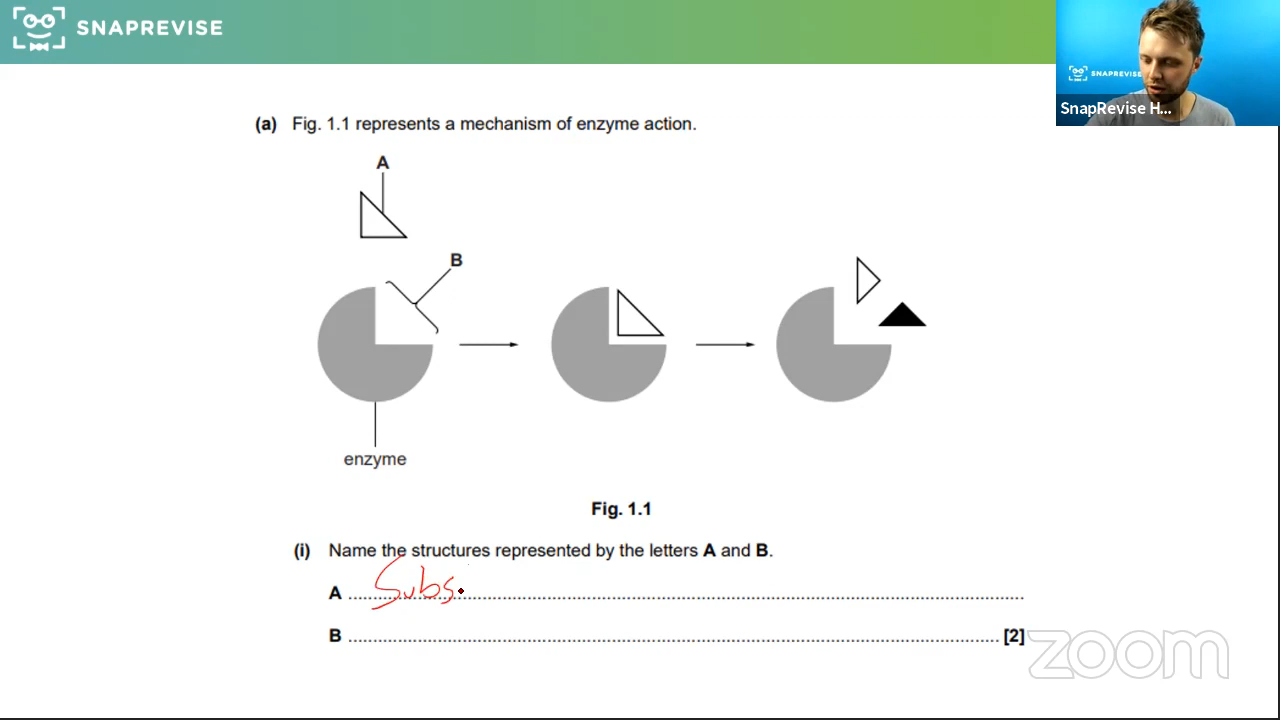 SNAPREVISE
SNAPREVISE
SnapRevise H...
(a) Fig. 1.1 represents a mechanism of enzyme action.
A
B
enzyme
Fig. 1.1
(i) Name the structures represented by the letters A and B.
A Subs
B [2]
zoom